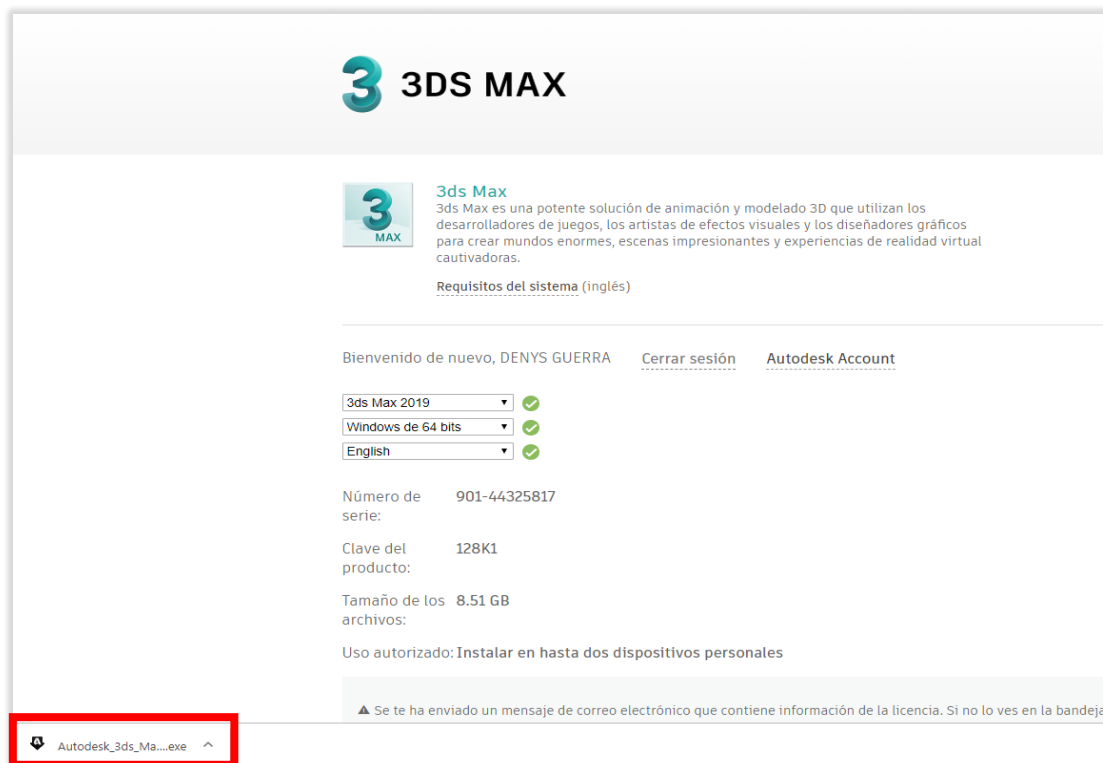 3DS MAX
3ds Max
3ds Max es una potente solución de animación y modelado 3D que utilizan los
desarrolladores de juegos, los artistas de efectos visuales y los diseñadores gráficos
para crear mundos enormes, escenas impresionantes y experiencias de realidad virtual
cautivadoras.
MAX
Requisitos del sistema (inglés)
Bienvenido de nuevo, DENYS GUERRA Cerrar sesión Autodesk Account
3ds Max 2019
Windows de 64 bits
English
Número de serie: 901-44325817
Clave del producto: 128K1
Tamaño de los archivos: 8.51 GB
Uso autorizado: Instalar en hasta dos dispositivos personales
Se te ha enviado un mensaje de correo electrónico que contiene información de la licencia. Si no lo ves en la bandeja
Autodesk_3ds_Ma....exe